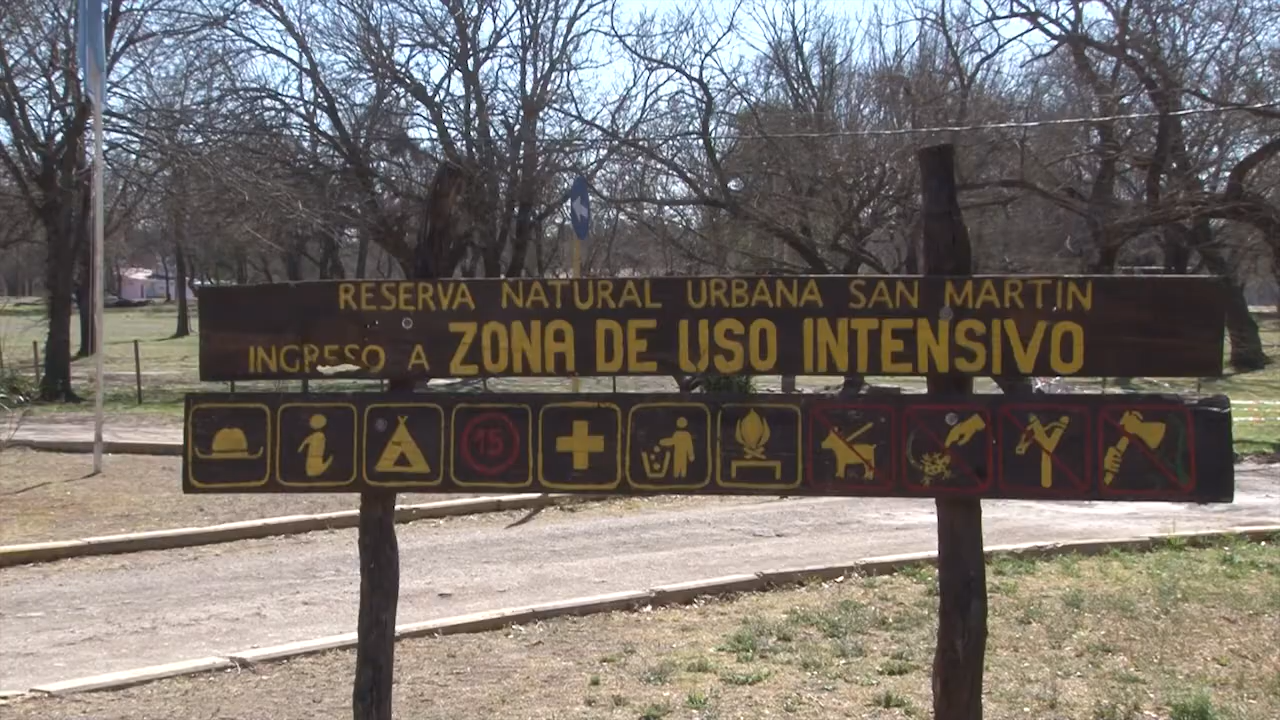 RESERVA NATURAL URBANA SAN MARTIN
INGRESO A ZONA DE USO INTENSIVO
i
15